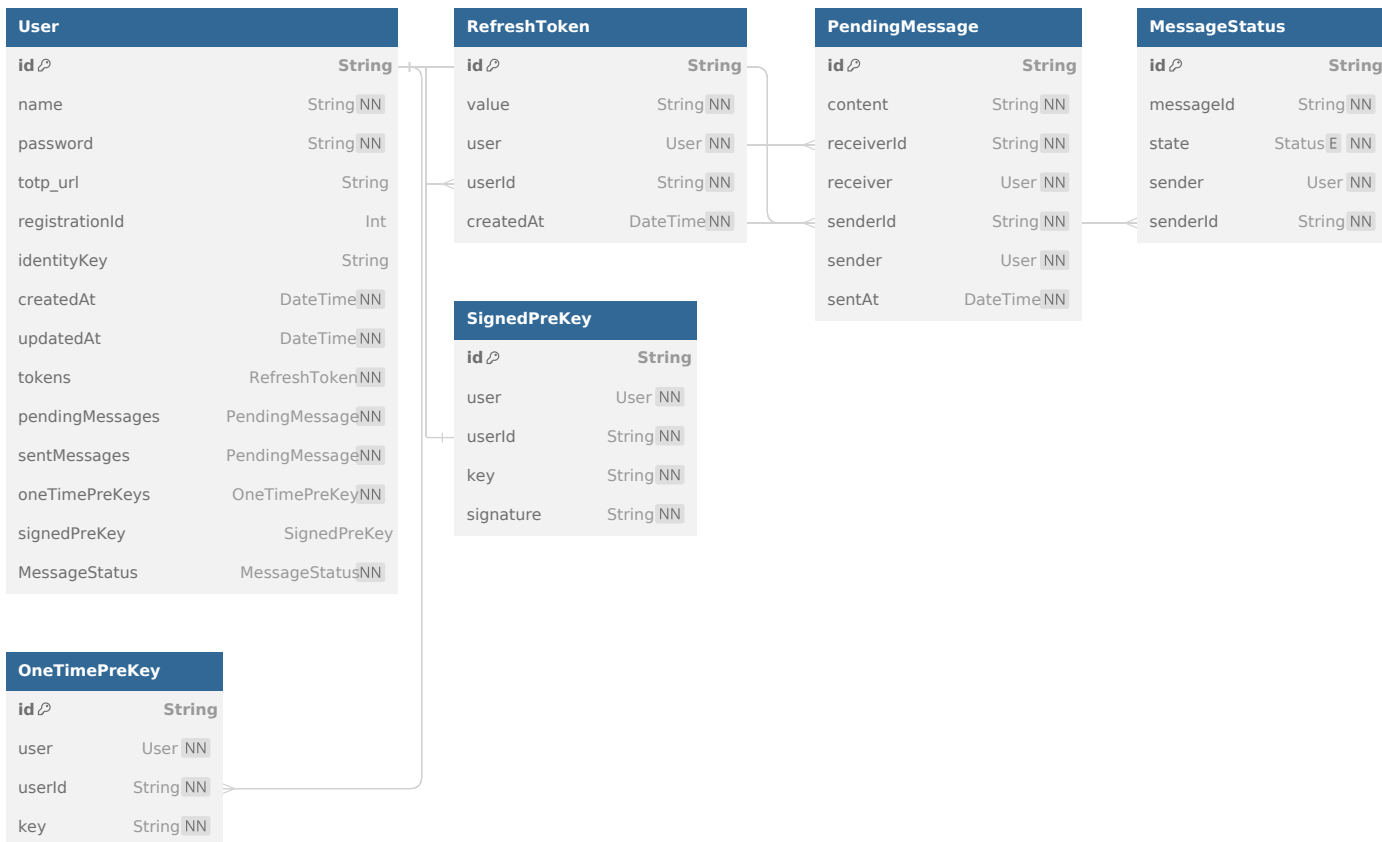 User
id String
name String NN
password String NN
totp_url String
registrationId Int
identityKey String
createdAt DateTime NN
updatedAt DateTime NN
tokens RefreshToken NN
pendingMessages PendingMessage NN
sentMessages PendingMessage NN
oneTimePreKeys OneTimePreKey NN
signedPreKey SignedPreKey
MessageStatus MessageStatus NN
RefreshToken
id String
value String NN
user User NN
userId String NN
createdAt DateTime NN
PendingMessage
id String
content String NN
receiverId String NN
receiver User NN
senderId String NN
sender User NN
sentAt DateTime NN
MessageStatus
id String
messageId String NN
state Status E NN
sender User NN
senderId String NN
SignedPreKey
id String
user User NN
userId String NN
key String NN
signature String NN
OneTimePreKey
id String
user User NN
userId String NN
key String NN